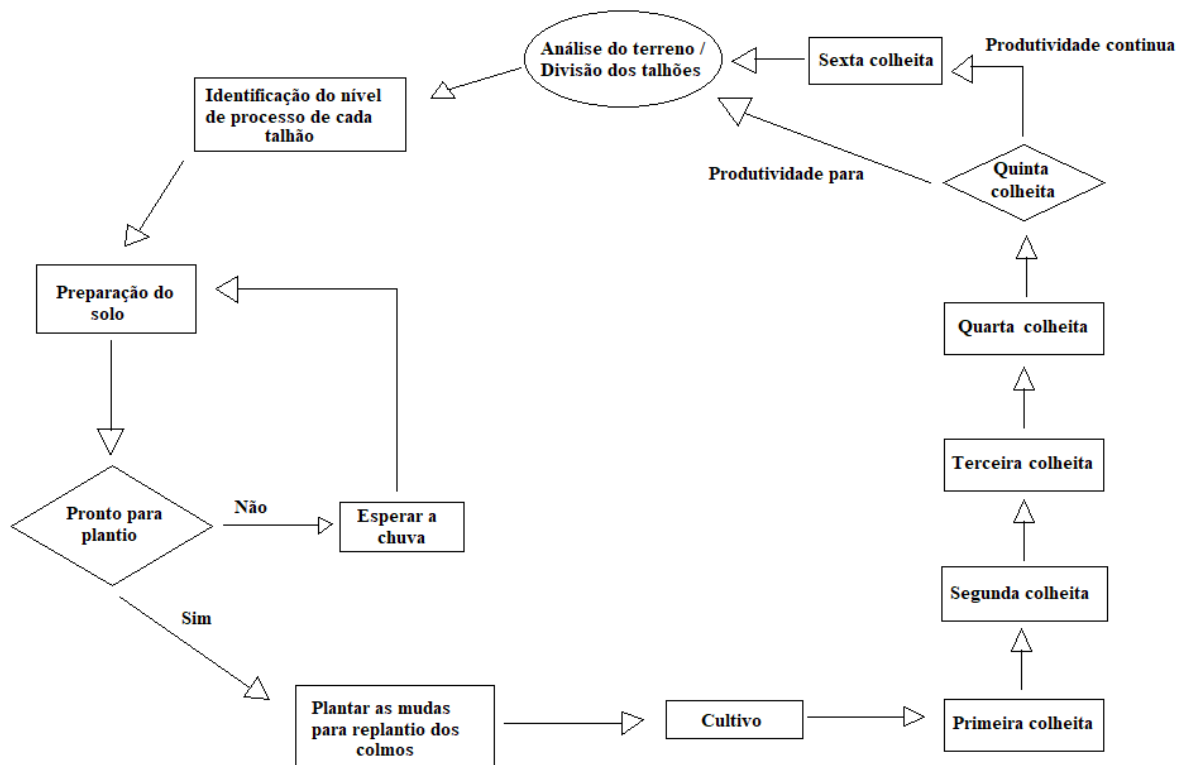 Análise do terreno /
Divisão dos talhões
Sexta colheita
Produtividade continua
Identificação do nível
de processo de cada
talhão
Produtividade para
Quinta
colheita
Preparação do
solo
Quarta colheita
Terceira colheita
Pronto para
plantio
Não
Esperar a
chuva
Segunda colheita
Sim
Plantar as mudas
para replantio dos
colmos
Cultivo
Primeira colheita